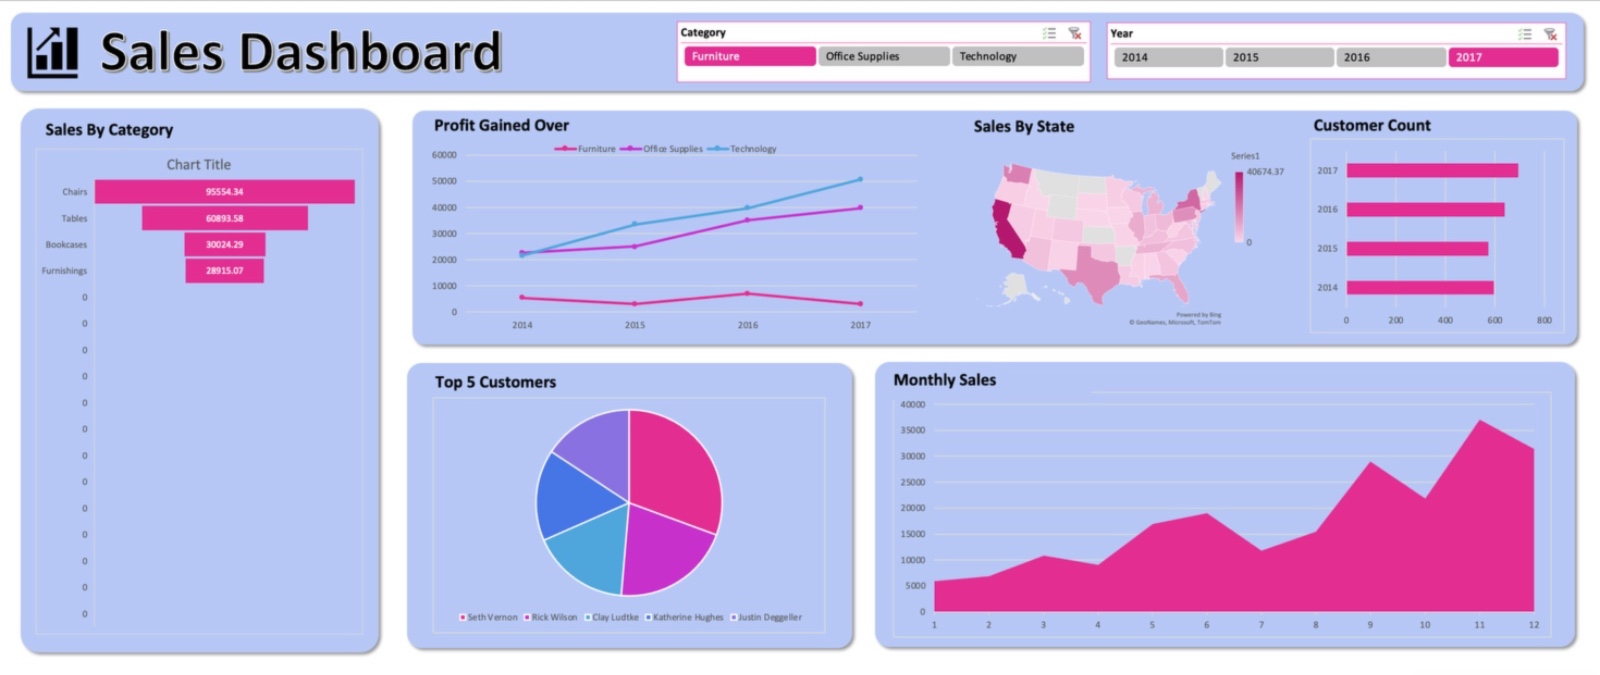 Sales Dashboard
Category
Furniture
Office Supplies
Technology
Year
2014
2015
2016
2017
Sales By Category
Chart Title
Chairs 95554.34
Tables 60893.58
Bookcases 30024.29
Furnishings 28915.07
0
0
0
0
0
0
0
0
0
0
0
0
0
Profit Gained Over
Furniture Office Supplies Technology
60000
50000
40000
30000
20000
10000
0
2014 2015 2016 2017
Sales By State
Series1
40674.37
0
Powered by Bing
© GeoNames, Microsoft, TomTom
Customer Count
2017
2016
2015
2014
0 200 400 600 800
Top 5 Customers
Seth Vernon Rick Wilson Clay Ludtke Katherine Hughes Justin Deggeller
Monthly Sales
40000
35000
30000
25000
20000
15000
10000
5000
0
1 2 3 4 5 6 7 8 9 10 11 12